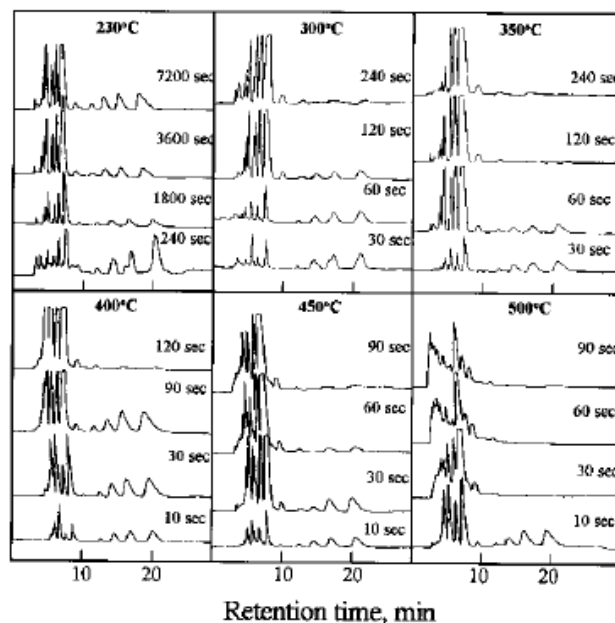 230°C
7200 sec
3600 sec
1800 sec
240 sec
300°C
240 sec
120 sec
60 sec
30 sec
350°C
240 sec
120 sec
60 sec
30 sec
400°C
120 sec
90 sec
30 sec
10 sec
450°C
90 sec
60 sec
30 sec
10 sec
500°C
90 sec
60 sec
30 sec
10 sec
10 20 10 20 10 20
Retention time, min